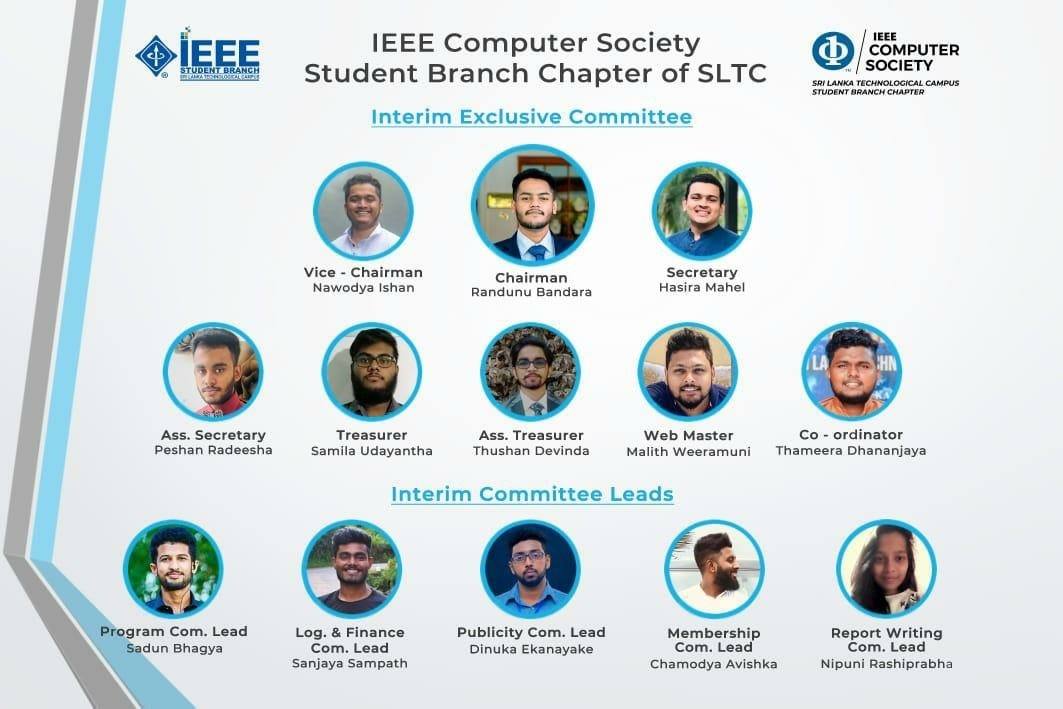 IEEE
STUDENT BRANCH
SRI LANKA TECHNOLOGICAL CAMPUS
IEEE Computer Society
Student Branch Chapter of SLTC
IEEE
COMPUTER
SOCIETY
SRI LANKA TECHNOLOGICAL CAMPUS
STUDENT BRANCH CHAPTER
Interim Exclusive Committee
Vice - Chairman
Nawodya Ishan
Chairman
Randunu Bandara
Secretary
Hasira Mahel
Ass. Secretary
Peshan Radeesha
Treasurer
Samila Udayantha
Ass. Treasurer
Thushan Devinda
Web Master
Malith Weeramuni
Co - ordinator
Thameera Dhananjaya
Interim Committee Leads
Program Com. Lead
Sadun Bhagya
Log. & Finance
Com. Lead
Sanjaya Sampath
Publicity Com. Lead
Dinuka Ekanayake
Membership
Com. Lead
Chamodya Avishka
Report Writing
Com. Lead
Nipuni Rashiprabha